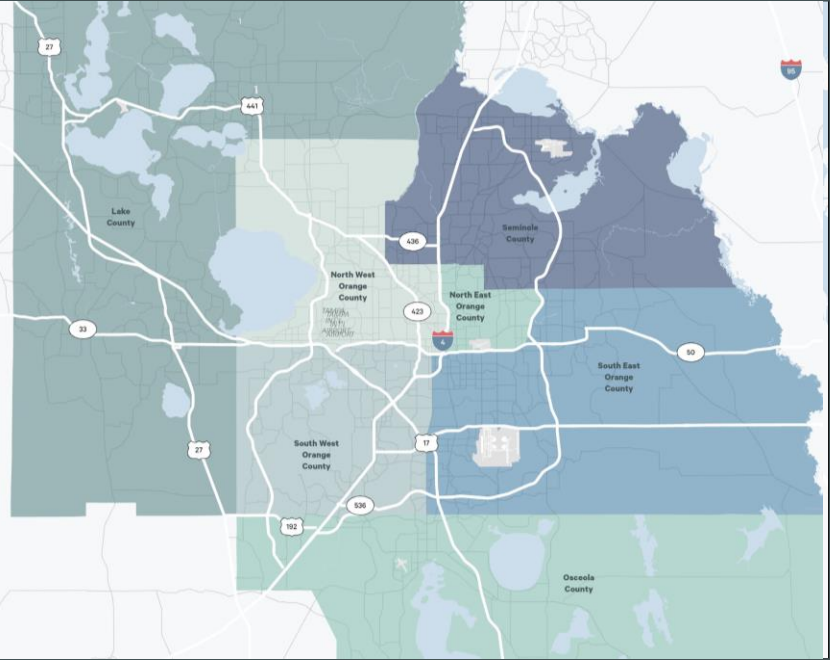 27
95
441
Lake
County
Seminole
County
436
North West
Orange
County
North East
Orange
County
423
33
4
50
South East
Orange
County
South West
Orange
County
17
27
536
192
Osceola
County